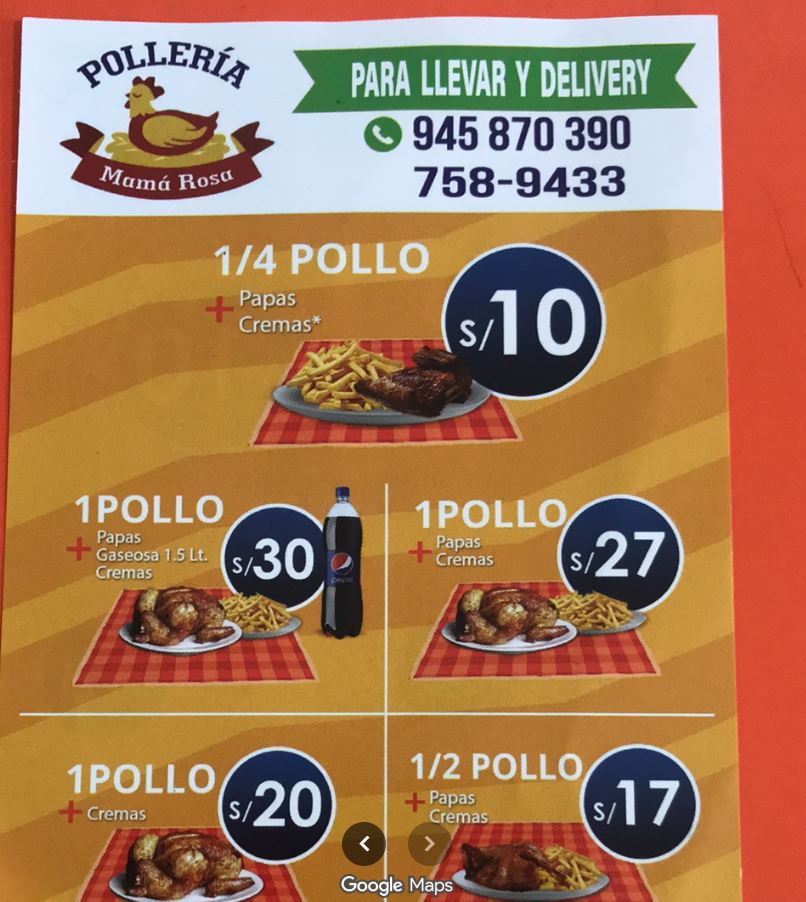 POLLERÍA
Mamá Rosa
PARA LLEVAR Y DELIVERY
945 870 390
758-9433
1/4 POLLO
+ Papas
Cremas*
S/10
1POLLO
+ Papas
Gaseosa 1.5 Lt.
Cremas
S/30
pepsi
1POLLO
+ Papas
Cremas
S/27
1POLLO
+ Cremas
S/20
1/2 POLLO
+ Papas
Cremas
S/17
Google Maps